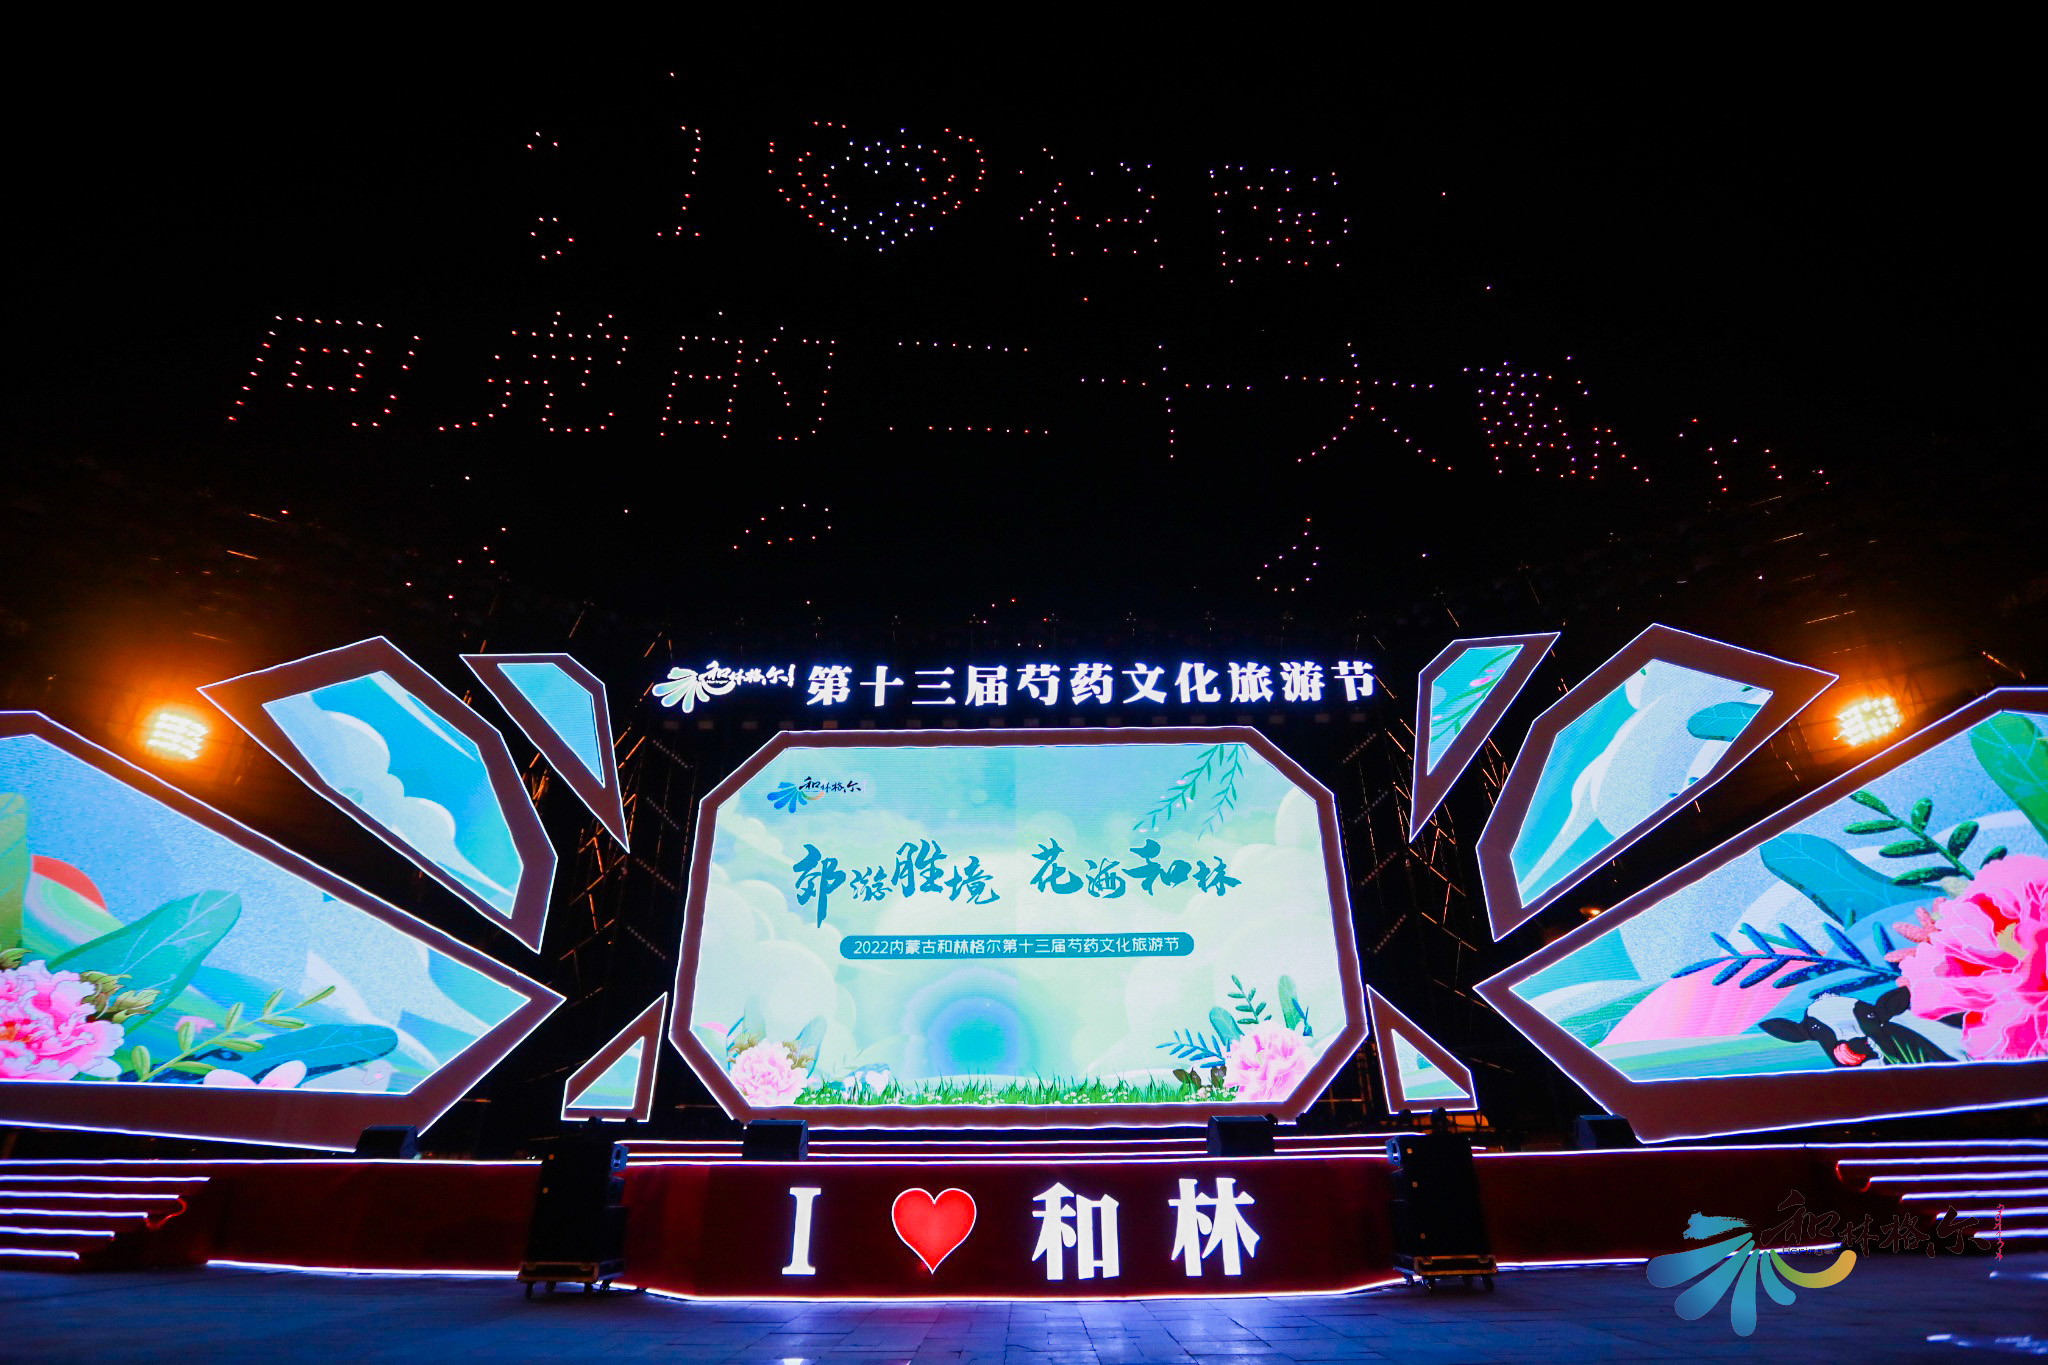 I 祖国
向党的二十大献
和林格尔 第十三届芍药文化旅游节
和林格尔
郊游胜境 花海和林
2022内蒙古和林格尔第十三届芍药文化旅游节
I 和林
和林格尔